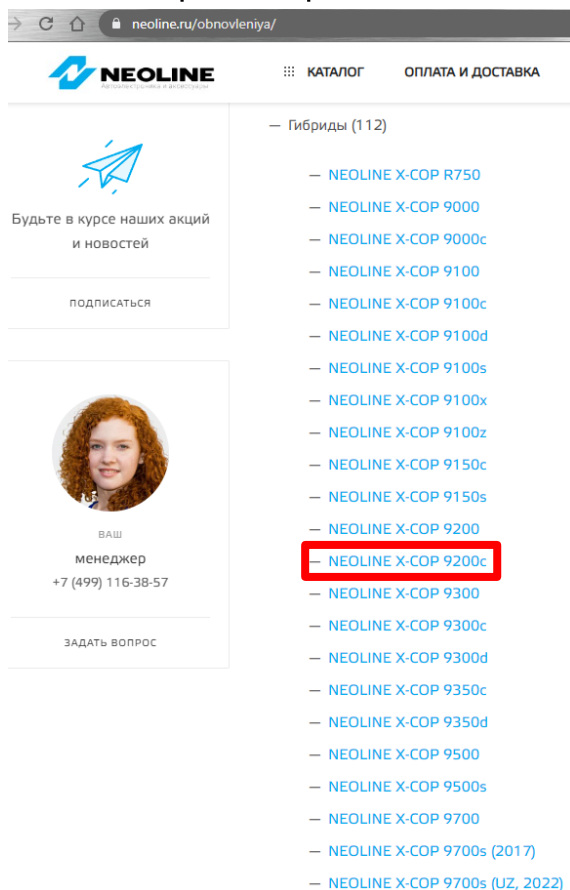 neoline.ru/obnovleniya/
NEOLINE
Автоэлектроника и аксессуары
КАТАЛОГ
ОПЛАТА И ДОСТАВКА
Будьте в курсе наших акций
и новостей
ПОДПИСАТЬСЯ
ВАШ
менеджер
+7 (499) 116-38-57
ЗАДАТЬ ВОПРОС
— Гибриды (112)
— NEOLINE X-COP R750
— NEOLINE X-COP 9000
— NEOLINE X-COP 9000c
— NEOLINE X-COP 9100
— NEOLINE X-COP 9100c
— NEOLINE X-COP 9100d
— NEOLINE X-COP 9100s
— NEOLINE X-COP 9100x
— NEOLINE X-COP 9100z
— NEOLINE X-COP 9150c
— NEOLINE X-COP 9150s
— NEOLINE X-COP 9200
— NEOLINE X-COP 9200c
— NEOLINE X-COP 9300
— NEOLINE X-COP 9300c
— NEOLINE X-COP 9300d
— NEOLINE X-COP 9350c
— NEOLINE X-COP 9350d
— NEOLINE X-COP 9500
— NEOLINE X-COP 9500s
— NEOLINE X-COP 9700
— NEOLINE X-COP 9700s (2017)
— NEOLINE X-COP 9700s (UZ, 2022)